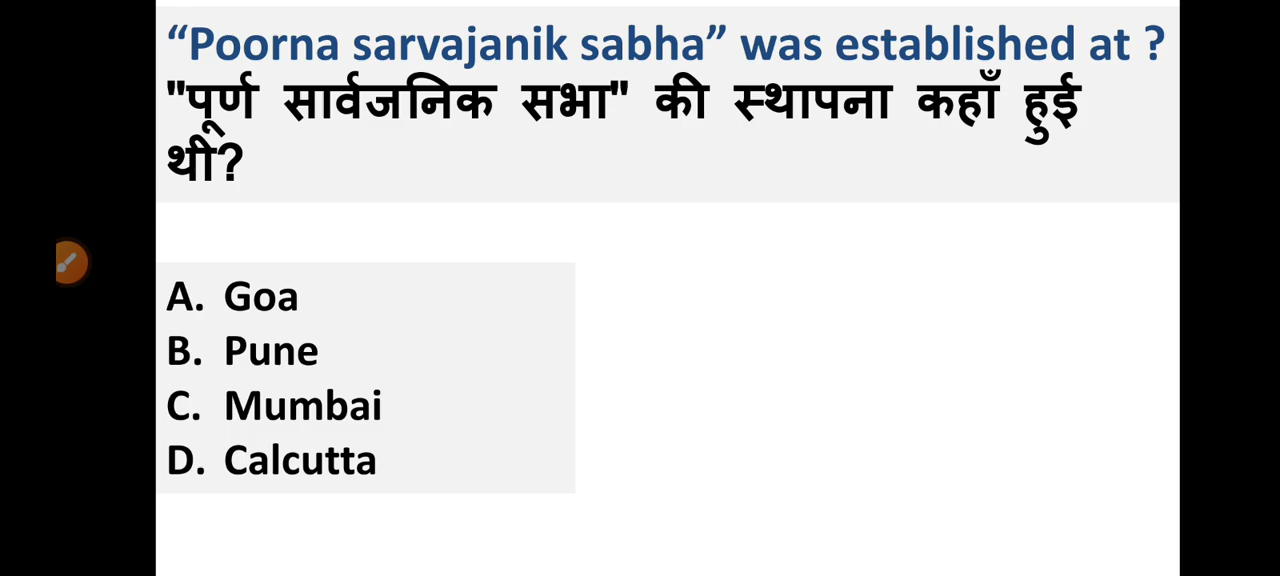 “Poorna sarvajanik sabha” was established at ?
"पूर्ण सार्वजनिक सभा" की स्थापना कहाँ हुई
थी?
A. Goa
B. Pune
C. Mumbai
D. Calcutta